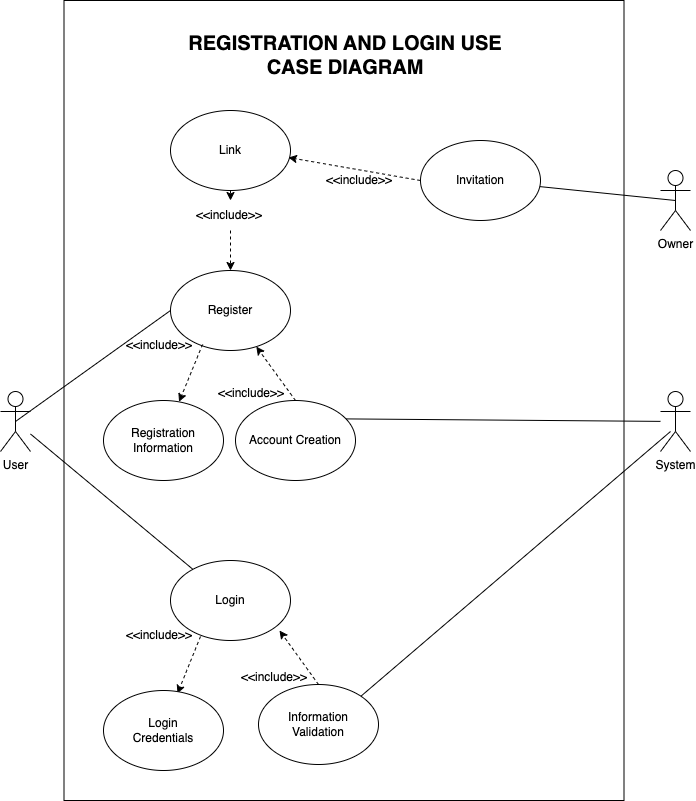 REGISTRATION AND LOGIN USE
CASE DIAGRAM
Link
<<include>>
Invitation
<<include>>
Owner
Register
<<include>>
<<include>>
Registration
Information
Account Creation
User
System
Login
<<include>>
<<include>>
Login
Credentials
Information
Validation